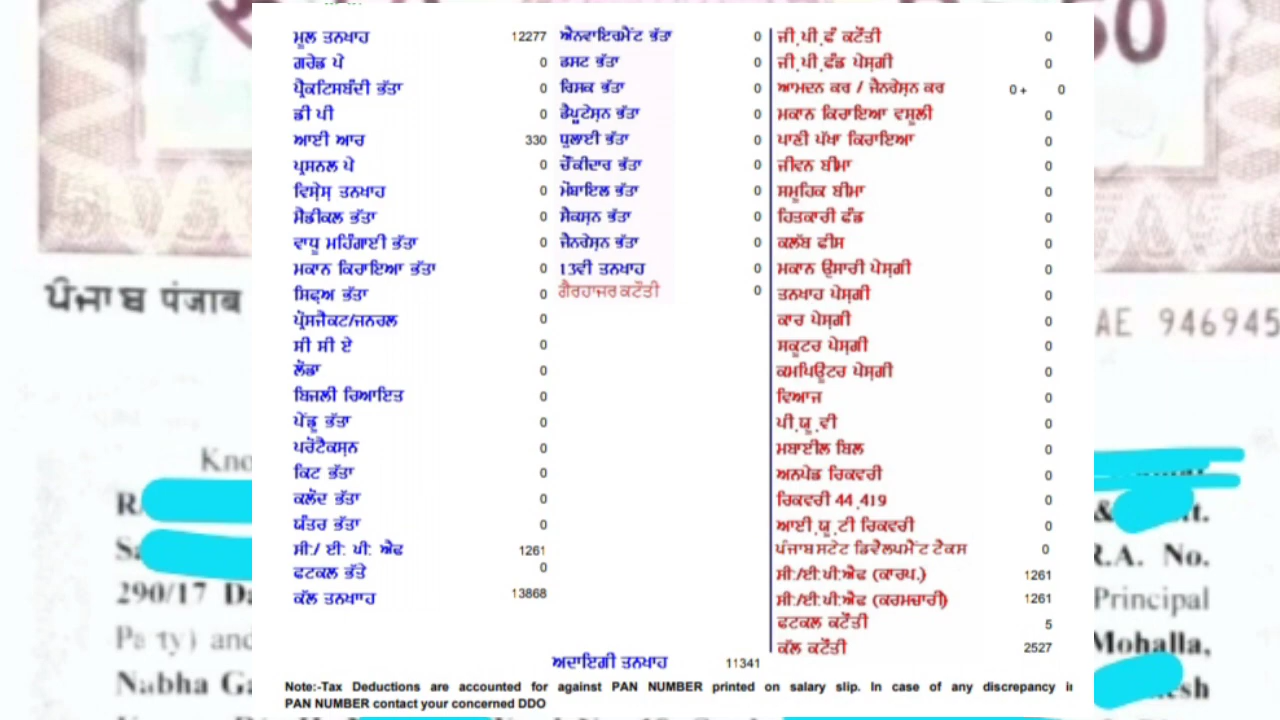 ਮੂਲ ਤਨਖਾਹ 12277 ਐਨਵਾਇਰਮੈਂਟ ਭੱਤਾ 0 ਜੀ.ਪੀ.ਫੰ ਕਟੌਤੀ 0
ਗਰੇਡ ਪੇ 0 ਡਸਟ ਭੱਤਾ 0 ਜੀ.ਪੀ.ਫੰਡ ਪੇਸ਼ਗੀ 0
ਪ੍ਰੈਕਟਿਸਬੰਦੀ ਭੱਤਾ 0 ਰਿਸਕ ਭੱਤਾ 0 ਆਮਦਨ ਕਰ / ਜੈਨਰੇਸ਼ਨ ਕਰ 0 + 0
ਡੀ ਪੀ 0 ਡੈਪੂਟੇਸ਼ਨ ਭੱਤਾ 0 ਮਕਾਨ ਕਿਰਾਇਆ ਵਸੂਲੀ 0
ਆਈ ਆਰ 330 ਧੁਲਾਈ ਭੱਤਾ 0 ਪਾਣੀ ਪੱਖਾ ਕਿਰਾਇਆ 0
ਪ੍ਰਸਨਲ ਪੇ 0 ਚੌਕੀਦਾਰ ਭੱਤਾ 0 ਜੀਵਨ ਬੀਮਾ 0
ਵਿਸ਼ੇਸ਼ ਤਨਖਾਹ 0 ਮੋਬਾਇਲ ਭੱਤਾ 0 ਸਮੂਹਿਕ ਬੀਮਾ 0
ਮੈਡੀਕਲ ਭੱਤਾ 0 ਸੈਕਸ਼ਨ ਭੱਤਾ 0 ਹਿਤਕਾਰੀ ਫੰਡ 0
ਵਾਧੂ ਮਹਿੰਗਾਈ ਭੱਤਾ 0 ਜੈਨਰੇਸ਼ਨ ਭੱਤਾ 0 ਕਲੱਬ ਫੀਸ 0
ਮਕਾਨ ਕਿਰਾਇਆ ਭੱਤਾ 0 13ਵੀ ਤਨਖਾਹ 0 ਮਕਾਨ ਉਸਾਰੀ ਪੇਸ਼ਗੀ 0
ਸਿਫਅ ਭੱਤਾ 0 ਗੈਰਹਾਜਰ ਕਟੌਤੀ 0 ਤਨਖਾਹ ਪੇਸ਼ਗੀ 0
ਪ੍ਰੋਜੈਕਟ/ਜਨਰਲ 0 ਕਾਰ ਪੇਸ਼ਗੀ 0
ਸੀ ਸੀ ਏ 0 ਸਕੂਟਰ ਪੇਸ਼ਗੀ 0
ਲੋਡਾ 0 ਕਮਪਿਊਟਰ ਪੇਸ਼ਗੀ 0
ਬਿਜਲੀ ਰਿਆਇਤ 0 ਵਿਆਜ 0
ਪੇਂਡੂ ਭੱਤਾ 0 ਪੀ.ਯੂ.ਵੀ 0
ਪਰੋਟੈਕਸ਼ਨ 0 ਮਬਾਈਲ ਬਿਲ 0
ਕਿਟ ਭੱਤਾ 0 ਅਨਪੇਡ ਰਿਕਵਰੀ 0
ਕਲੋਦ ਭੱਤਾ 0 ਰਿਕਵਰੀ 44,419 0
ਯੰਤਰ ਭੱਤਾ 0 ਆਈ.ਯੂ.ਟੀ ਰਿਕਵਰੀ 0
ਸੀ:/ ਈ: ਪੀ: ਐਫ 1261 ਪੰਜਾਬ ਸਟੇਟ ਡਿਵੈਲਪਮੈਂਟ ਟੈਕਸ 0
ਫਟਕਲ ਭੱਤੇ 0 ਸੀ:/ਈ:ਪੀ:ਐਫ (ਕਾਰਪ.) 1261
ਕੱਲ ਤਨਖਾਹ 13868 ਸੀ:/ਈ:ਪੀ:ਐਫ (ਕਰਮਚਾਰੀ) 1261
ਫਟਕਲ ਕਟੌਤੀ 5
ਕੱਲ ਕਟੌਤੀ 2527
ਅਦਾਇਗੀ ਤਨਖਾਹ 11341
Note:-Tax Deductions are accounted for against PAN NUMBER printed on salary slip. In case of any discrepancy in
PAN NUMBER contact your concerned DDO
ਪੰਜਾਬ पंजाब
AE 946945
290/17
R.A. No.
Principal
Party) and
Mohalla,
Nabha